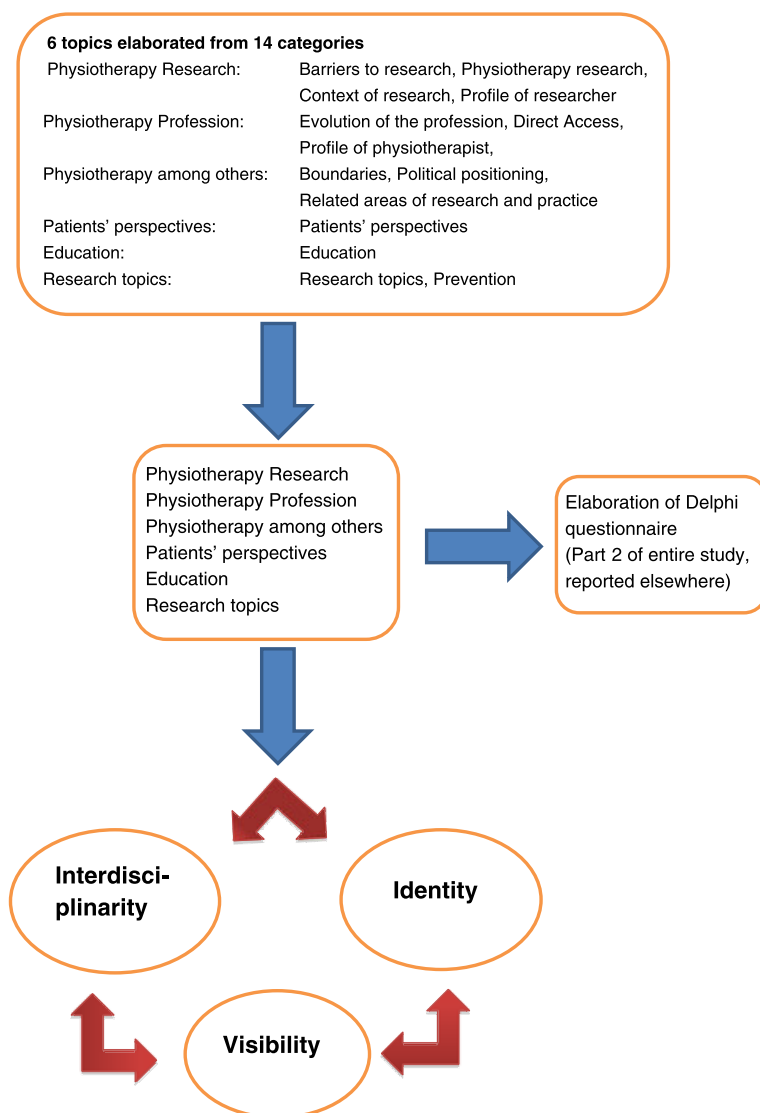 6 topics elaborated from 14 categories
Physiotherapy Research: Barriers to research, Physiotherapy research,
Context of research, Profile of researcher
Physiotherapy Profession: Evolution of the profession, Direct Access,
Profile of physiotherapist,
Physiotherapy among others: Boundaries, Political positioning,
Related areas of research and practice
Patients’ perspectives: Patients’ perspectives
Education: Education
Research topics: Research topics, Prevention
Physiotherapy Research
Physiotherapy Profession
Physiotherapy among others
Patients’ perspectives
Education
Research topics
Elaboration of Delphi
questionnaire
(Part 2 of entire study,
reported elsewhere)
Interdisci-
plinarity
Identity
Visibility